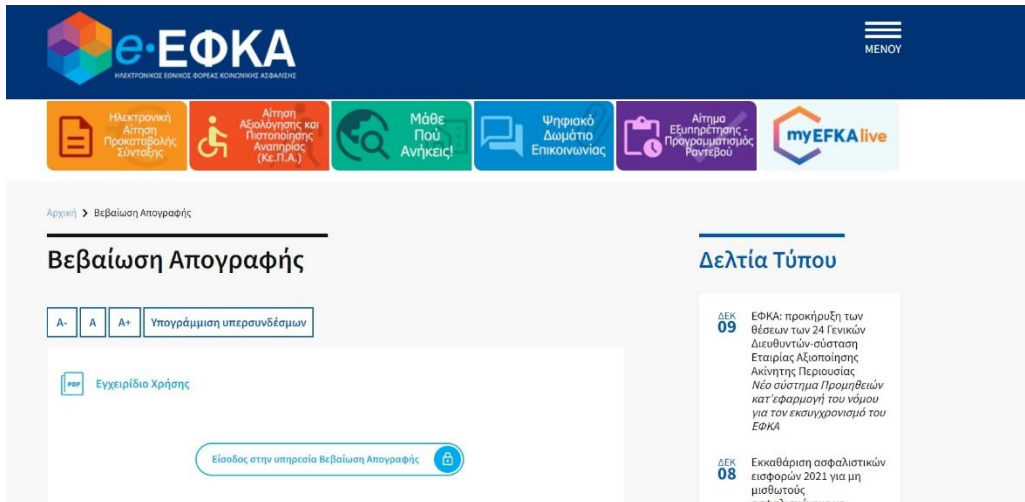 e·ΕΦΚΑ
ΗΛΕΚΤΡΟΝΙΚΟΣ ΕΘΝΙΚΟΣ ΦΟΡΕΑΣ ΚΟΙΝΩΝΙΚΗΣ ΑΣΦΑΛΙΣΗΣ
ΜΕΝΟΥ
Ηλεκτρονική
Αίτηση
Προκαταβολής
Σύνταξης
Αίτηση
Αξιολόγησης και
Πιστοποίησης
Αναπηρίας
(Κε.Π.Α.)
Μάθε
Πού
Ανήκεις!
Ψηφιακό
Δωμάτιο
Επικοινωνίας
Αίτημα
Εξυπηρέτησης -
Προγραμματισμός
Ραντεβού
myEFKAlive
Αρχική > Βεβαίωση Απογραφής
Βεβαίωση Απογραφής
A- A A+ Υπογράμμιση υπερσυνδέσμων
PDF Εγχειρίδιο Χρήσης
Είσοδος στην υπηρεσία Βεβαίωση Απογραφής
Δελτία Τύπου
ΔΕΚ
09
ΕΦΚΑ: προκήρυξη των
θέσεων των 24 Γενικών
Διευθυντών-σύσταση
Εταιρίας Αξιοποίησης
Ακίνητης Περιουσίας
Νέο σύστημα Προμηθειών
κατ'εφαρμογή του νόμου
για τον εκσυγχρονισμό του
ΕΦΚΑ
ΔΕΚ
08
Εκκαθάριση ασφαλιστικών
εισφορών 2021 για μη
μισθωτούς